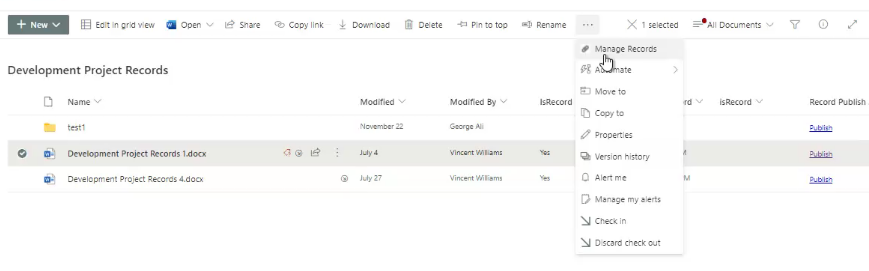 New Edit in grid view Open Share Copy link Download Delete Pin to top Rename ... 1 selected All Documents
Manage Records
Development Project Records
Automate
Move to
Name Modified Modified By IsRecord isRecord Record Publish
Copy to
test1 November 22 George Ali Publish
Properties
Development Project Records 1.docx July 4 Vincent Williams Yes M Publish
Version history
Development Project Records 4.docx July 27 Vincent Williams Yes M Publish
Alert me
Manage my alerts
Check in
Discard check out